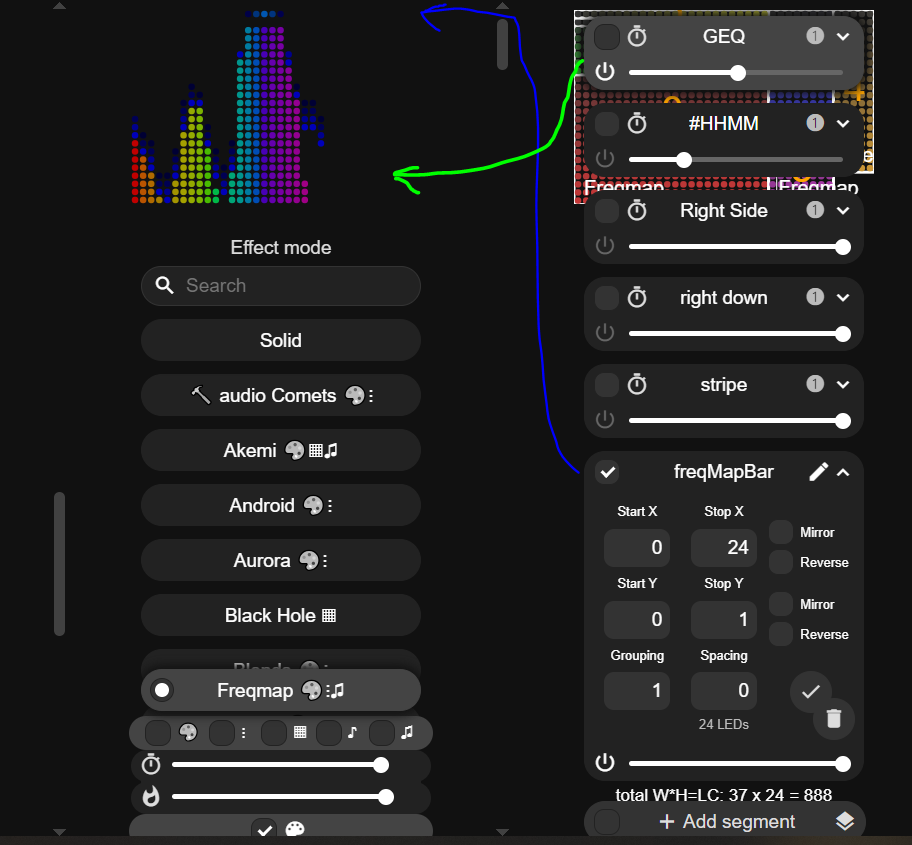 GEQ
1
#HHMM
1
e
Freqmap
Freqmap
Right Side
1
right down
1
stripe
1
freqMapBar
Start X
Stop X
0
24
Mirror
Reverse
Start Y
Stop Y
0
1
Mirror
Reverse
Grouping
Spacing
1
0
24 LEDs
total W*H=LC: 37 x 24 = 888
+ Add segment
Effect mode
Search
Solid
audio Comets
Akemi
Android
Aurora
Black Hole
Blends
Freqmap